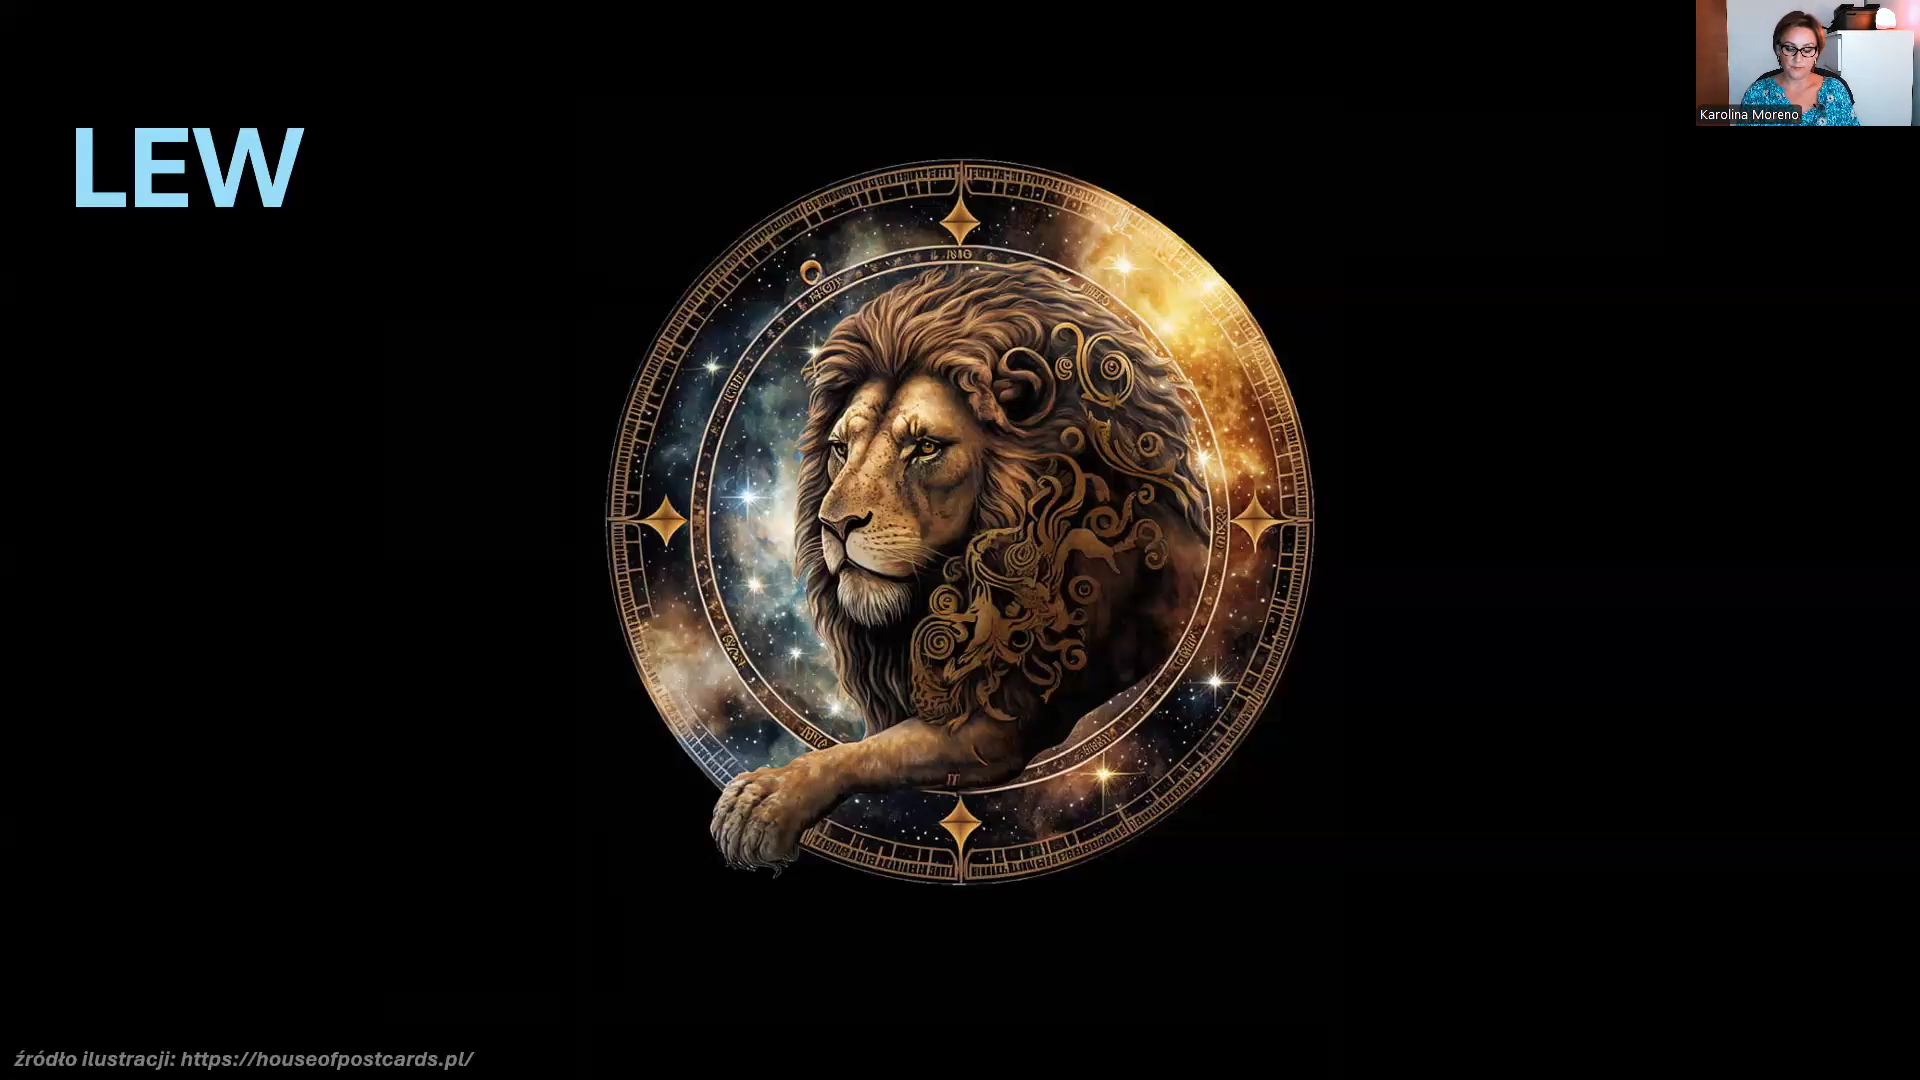 Karolina Moreno
LEW
źródło ilustracji: https://houseofpostcards.pl/